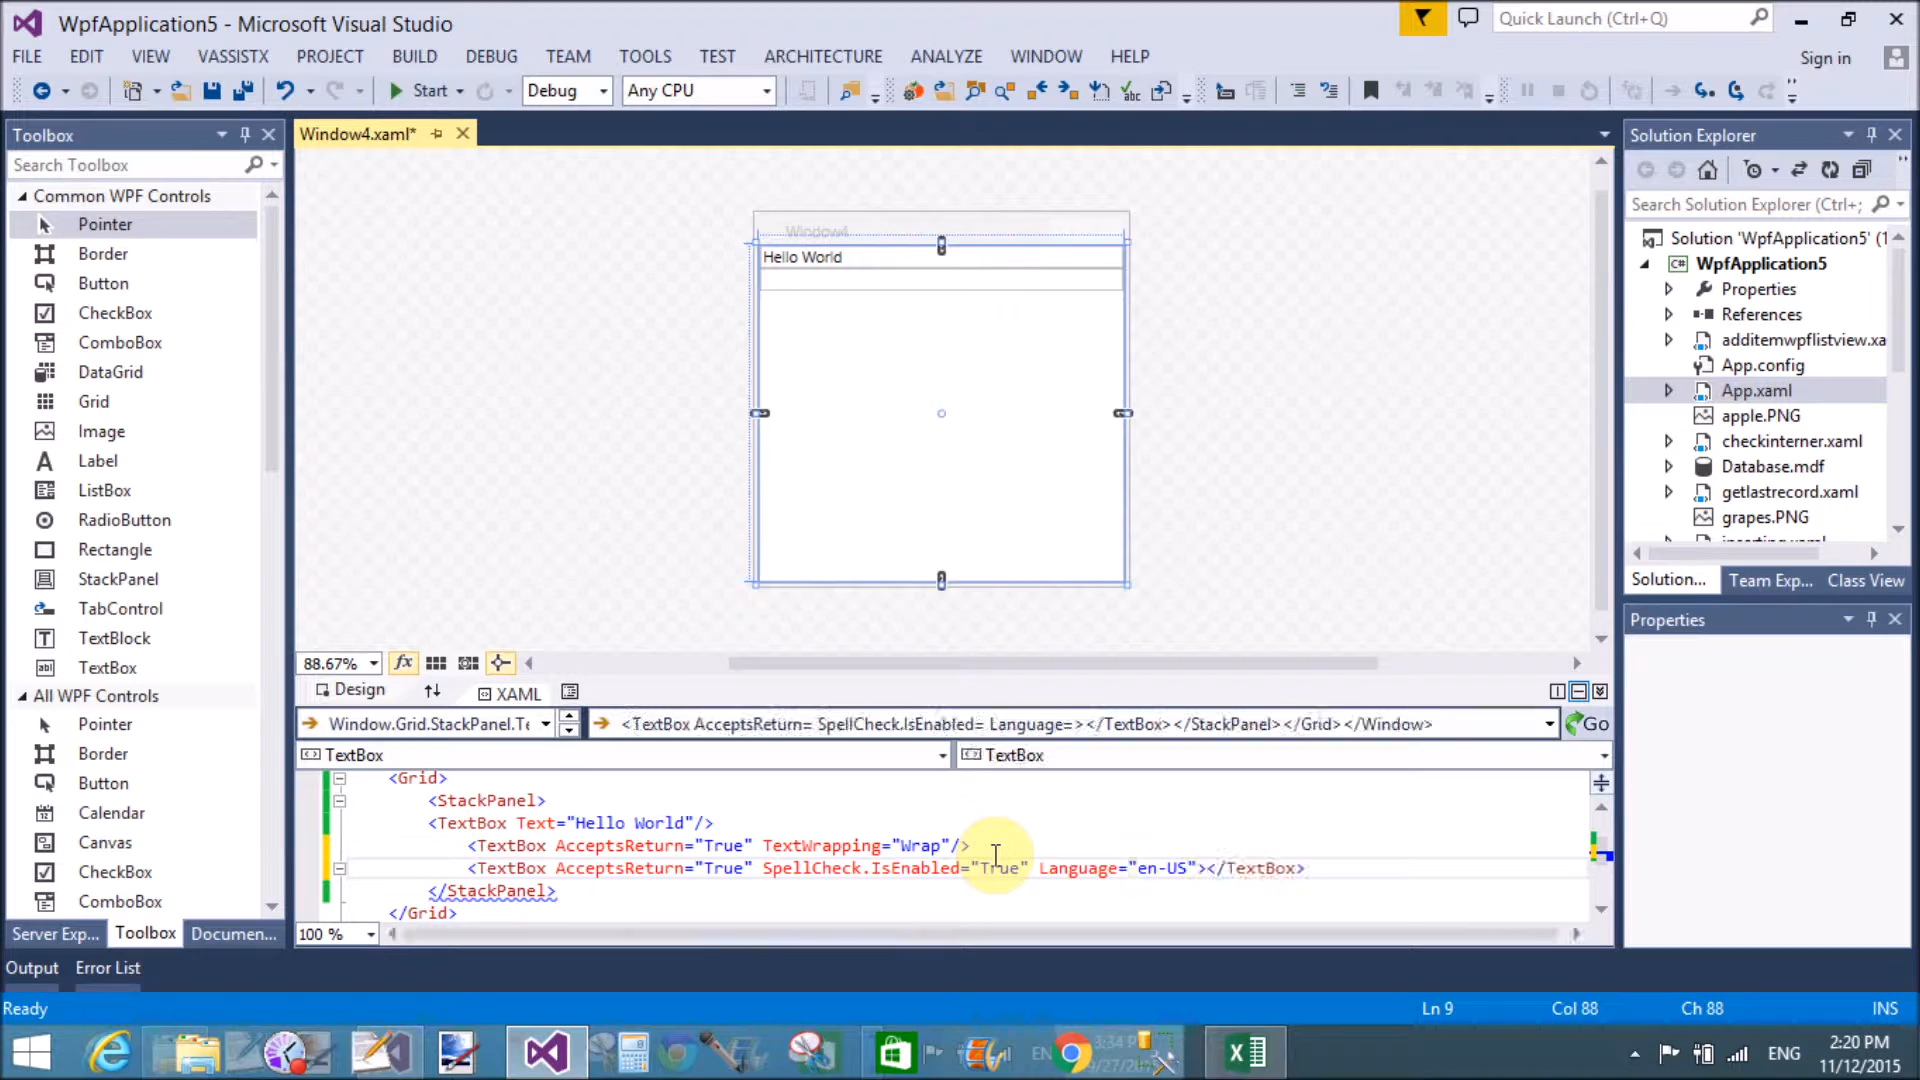 WpfApplication5 - Microsoft Visual Studio
Quick Launch (Ctrl+Q)
FILE EDIT VIEW VASSISTX PROJECT BUILD DEBUG TEAM TOOLS TEST ARCHITECTURE ANALYZE WINDOW HELP
Sign in
Start Debug Any CPU
Toolbox
Search Toolbox
Common WPF Controls
Pointer
Border
Button
CheckBox
ComboBox
DataGrid
Grid
Image
Label
ListBox
RadioButton
Rectangle
StackPanel
TabControl
TextBlock
TextBox
All WPF Controls
Pointer
Border
Button
Calendar
Canvas
CheckBox
ComboBox
Server Exp... Toolbox Documen...
Window4.xaml*
Window4
Hello World
88.67%
Design XAML
Window.Grid.StackPanel.Te
<TextBox AcceptsReturn= SpellCheck.IsEnabled= Language=></TextBox></StackPanel></Grid></Window>
Go
TextBox TextBox
<Grid>
<StackPanel>
<TextBox Text="Hello World"/>
<TextBox AcceptsReturn="True" TextWrapping="Wrap"/>
<TextBox AcceptsReturn="True" SpellCheck.IsEnabled="True" Language="en-US"></TextBox>
</StackPanel>
</Grid>
100 %
Solution Explorer
Search Solution Explorer (Ctrl+;
Solution 'WpfApplication5' (1
WpfApplication5
Properties
References
additemwpflistview.xa
App.config
App.xaml
apple.PNG
checkinterner.xaml
Database.mdf
getlastrecord.xaml
grapes.PNG
Solution... Team Exp... Class View
Properties
Output Error List
Ready
Ln 9 Col 88 Ch 88 INS
ENG
2:20 PM
11/12/2015